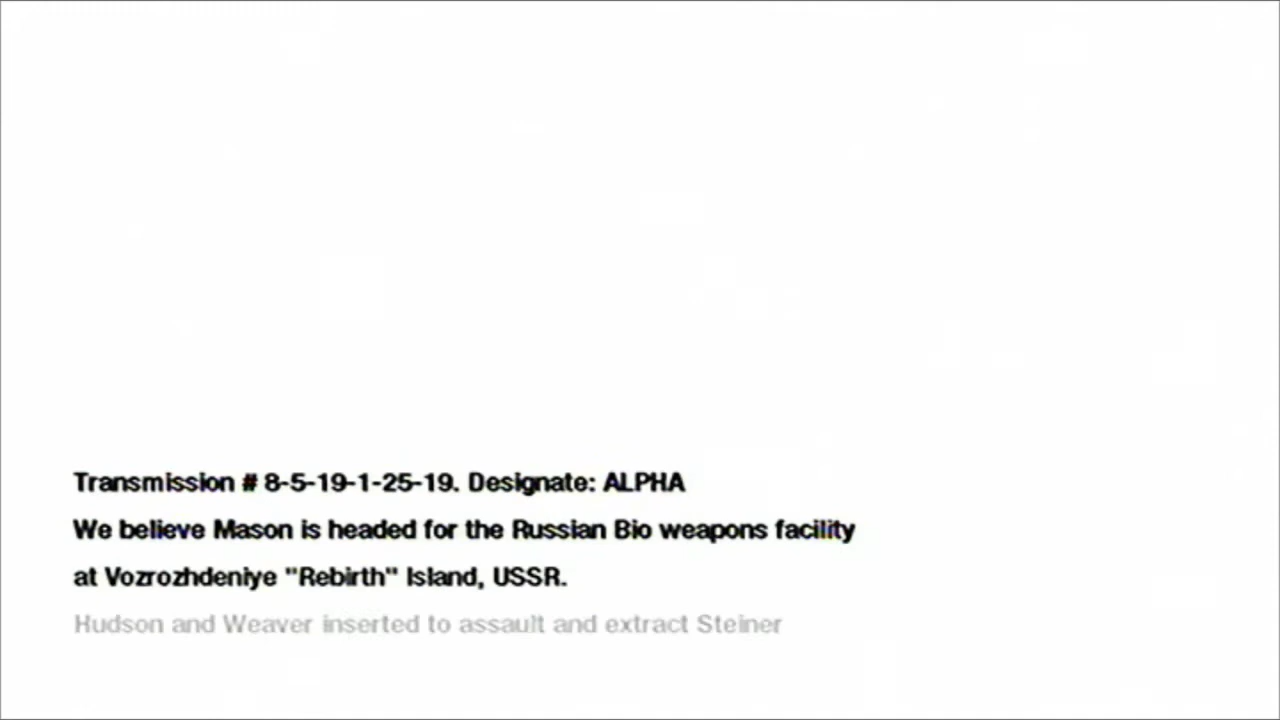 Transmission # 8-5-19-1-25-19. Designate: ALPHA
We believe Mason is headed for the Russian Bio weapons facility
at Vozrozhdeniye "Rebirth" Island, USSR.
Hudson and Weaver inserted to assault and extract Steiner